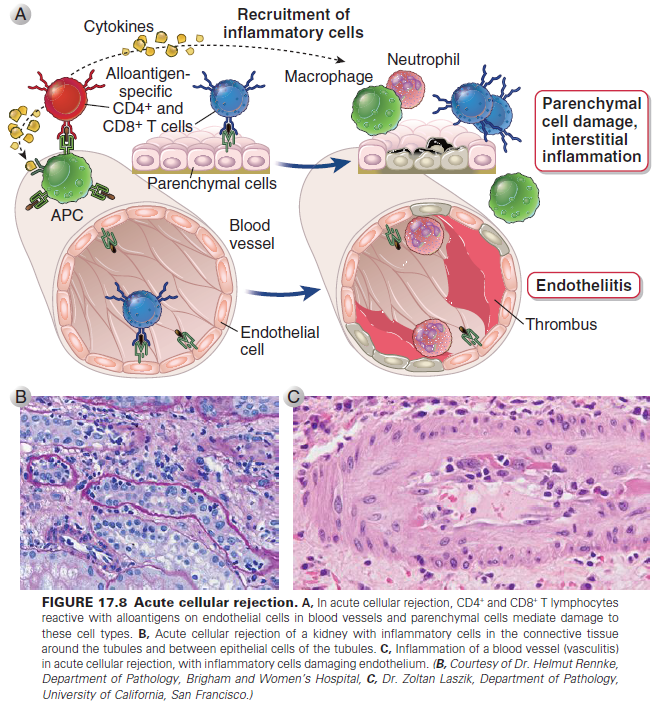 A
Cytokines
Recruitment of
inflammatory cells
Alloantigen-
specific
CD4+ and
CD8+ T cells
Macrophage
Neutrophil
Parenchymal
cell damage,
interstitial
inflammation
Parenchymal cells
APC
Blood
vessel
Endotheliitis
Thrombus
Endothelial
cell
B
C
FIGURE 17.8 Acute cellular rejection. A, In acute cellular rejection, CD4+ and CD8+ T lymphocytes
reactive with alloantigens on endothelial cells in blood vessels and parenchymal cells mediate damage to
these cell types. B, Acute cellular rejection of a kidney with inflammatory cells in the connective tissue
around the tubules and between epithelial cells of the tubules. C, Inflammation of a blood vessel (vasculitis)
in acute cellular rejection, with inflammatory cells damaging endothelium. (B, Courtesy of Dr. Helmut Rennke,
Department of Pathology, Brigham and Women's Hospital, C, Dr. Zoltan Laszik, Department of Pathology,
University of California, San Francisco.)